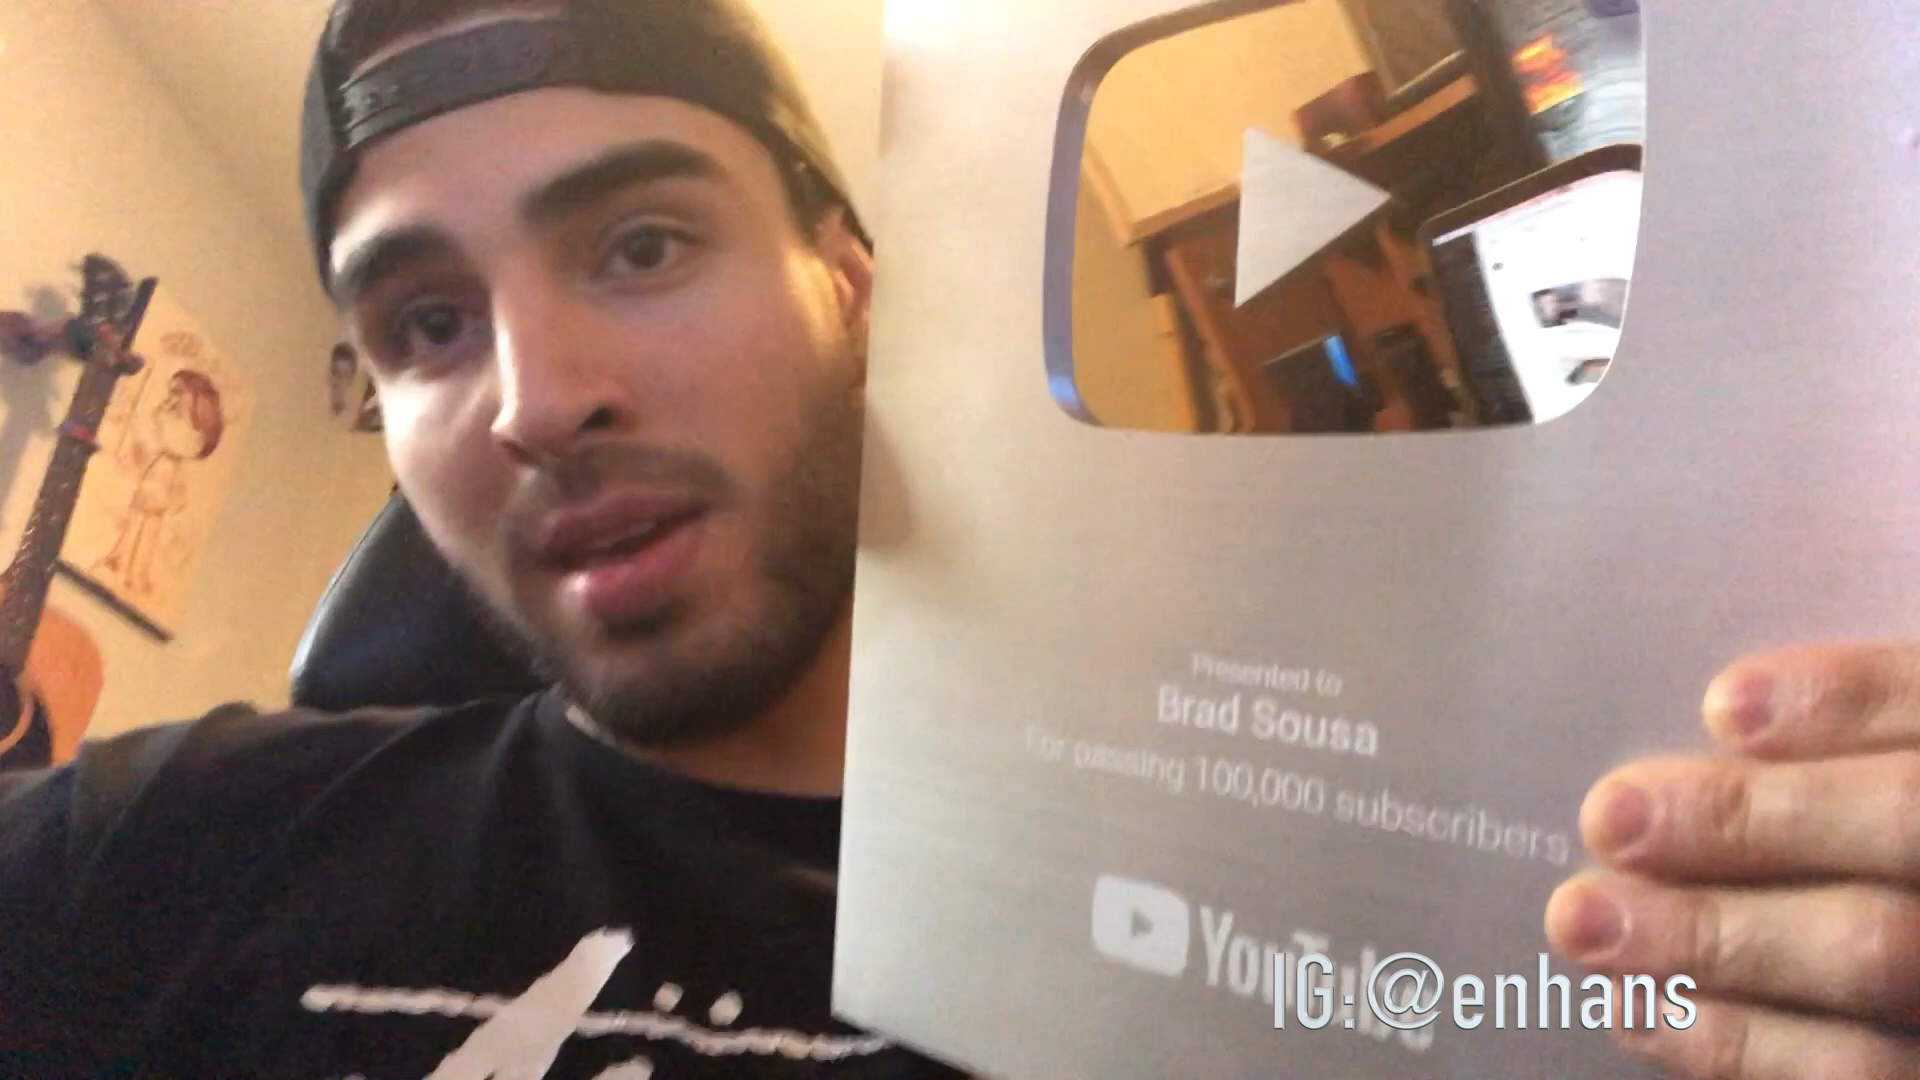 Presented to
Brad Sousa
For passing 100,000 subscribers
YouTube
IG:@enhans